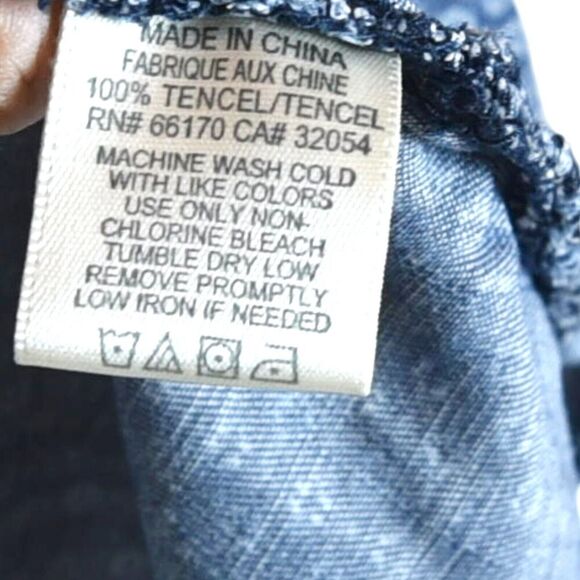 MADE IN CHINA
FABRIQUE AUX CHINE
100% TENCEL/TENCEL
RN# 66170 CA# 32054
MACHINE WASH COLD
WITH LIKE COLORS
USE ONLY NON-
CHLORINE BLEACH
TUMBLE DRY LOW
REMOVE PROMPTLY
LOW IRON IF NEEDED